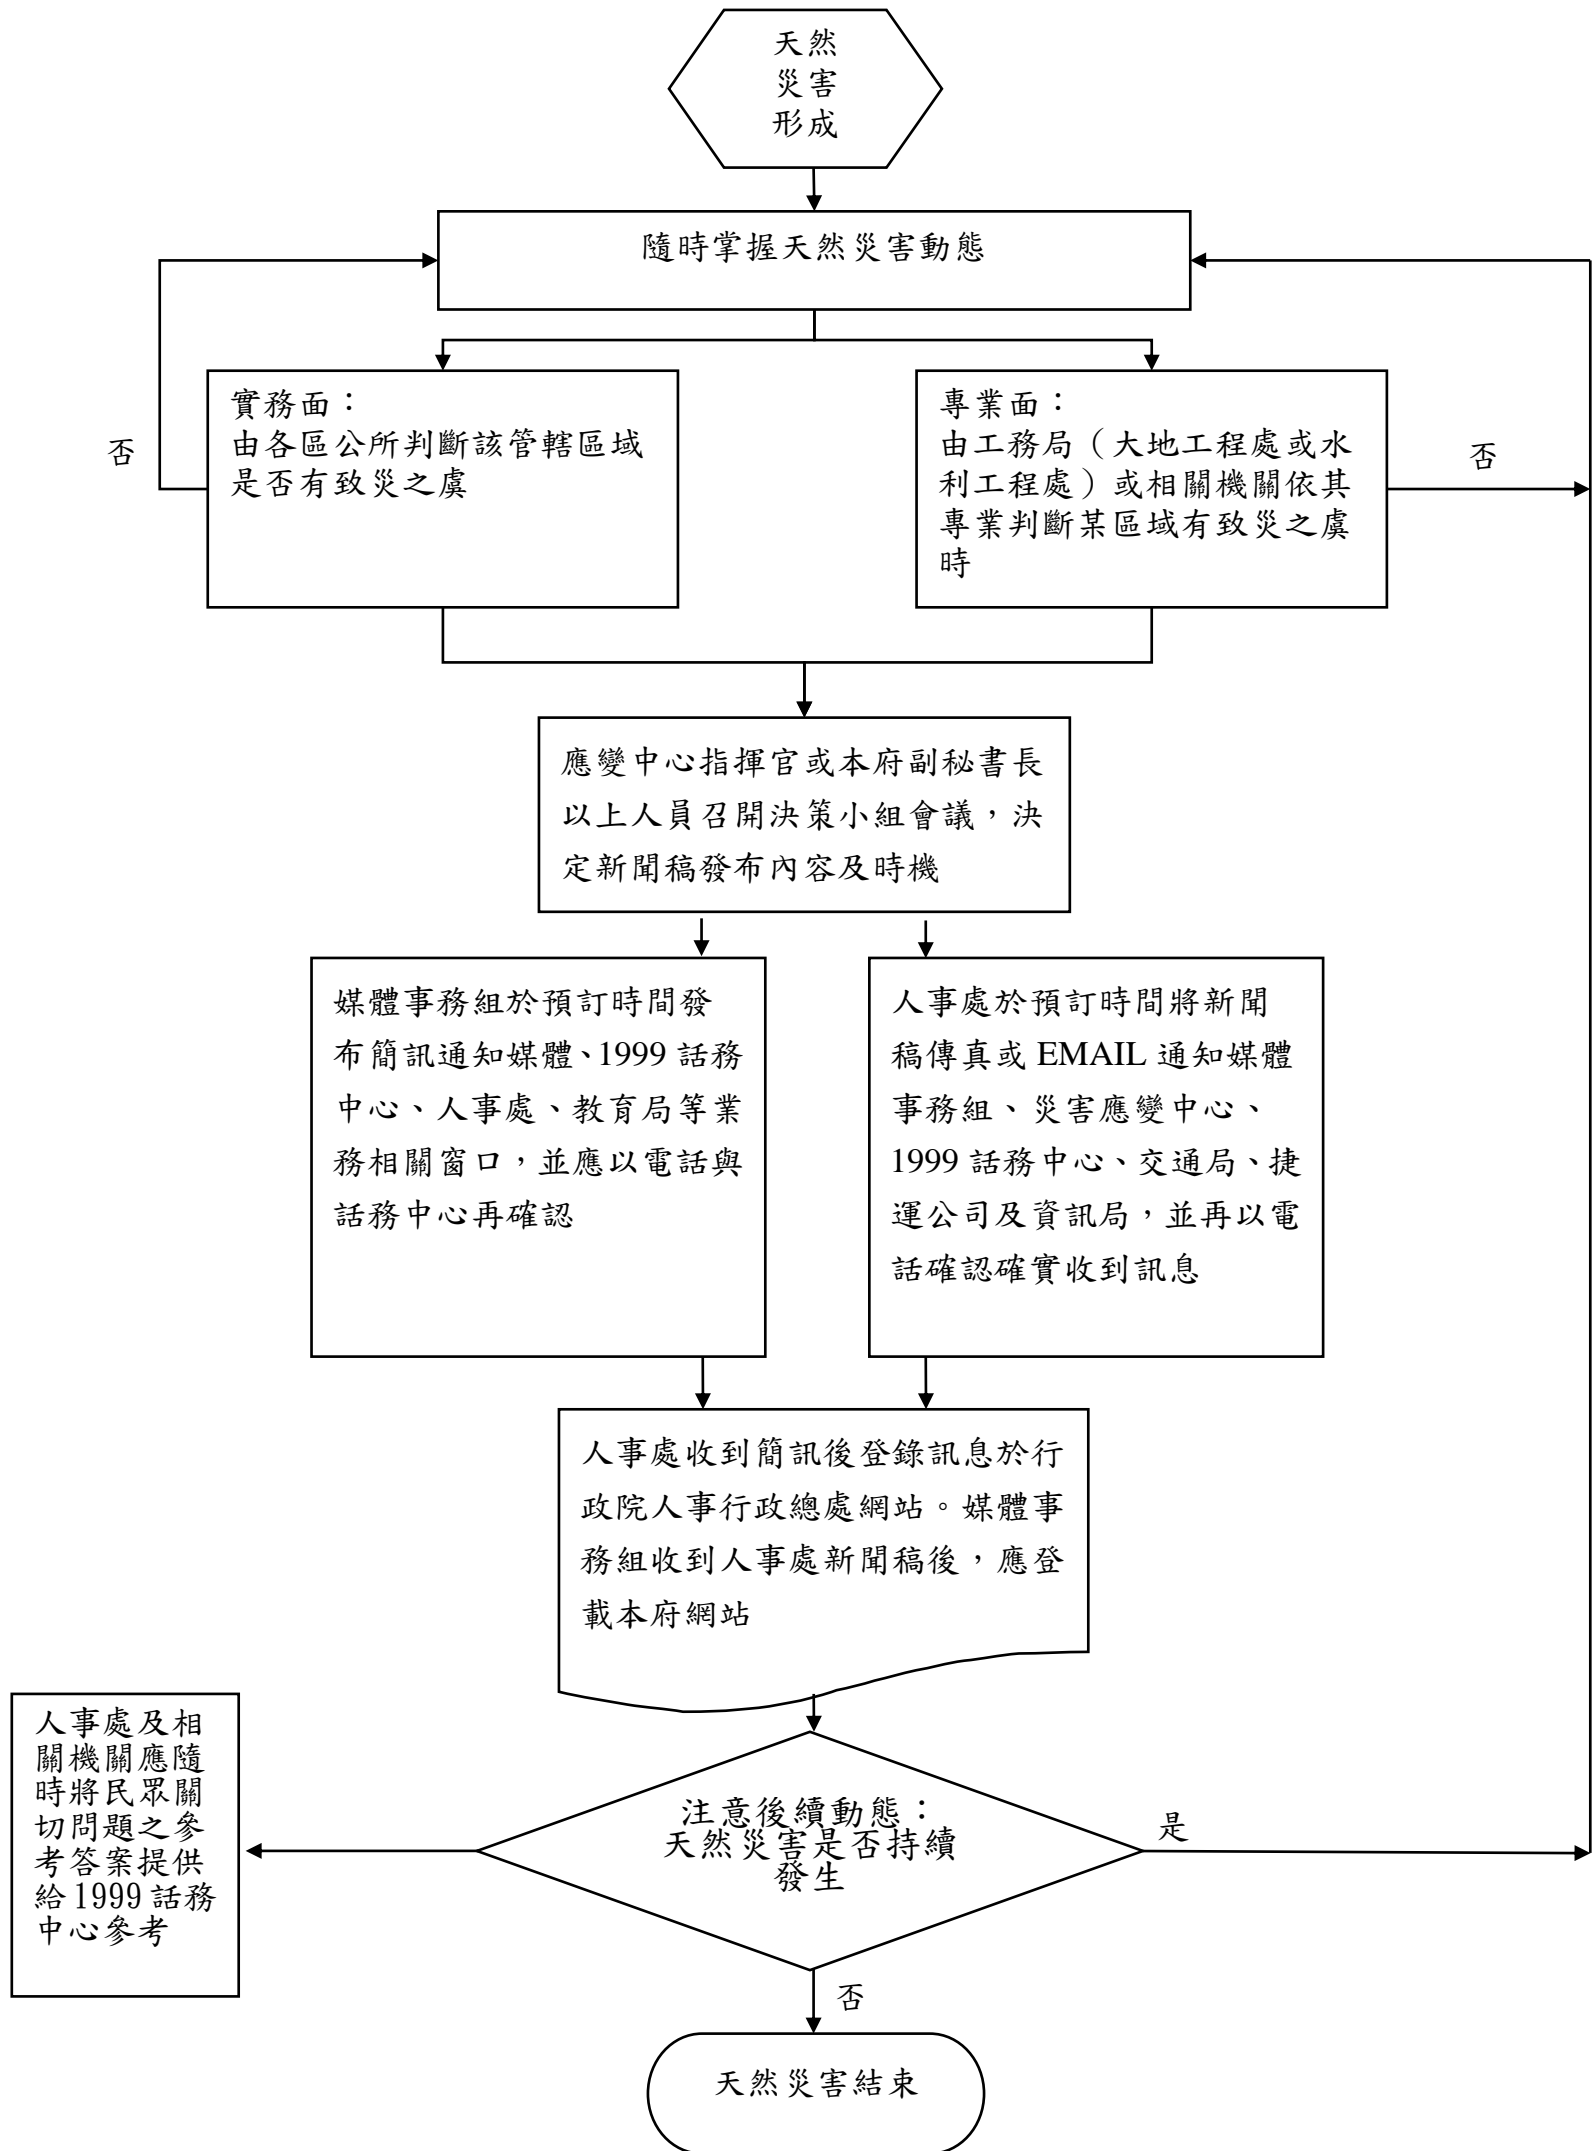 天然
災害
形成
隨時掌握天然災害動態
否
實務面：
由各區公所判斷該管轄區域
是否有致災之虞
專業面：
由工務局（大地工程處或水
利工程處）或相關機關依其
專業判斷某區域有致災之虞
時
否
應變中心指揮官或本府副秘書長
以上人員召開決策小組會議，決
定新聞稿發布內容及時機
媒體事務組於預訂時間發
布簡訊通知媒體、1999 話務
中心、人事處、教育局等業
務相關窗口，並應以電話與
話務中心再確認
人事處於預訂時間將新聞
稿傳真或 EMAIL 通知媒體
事務組、災害應變中心、
1999 話務中心、交通局、捷
運公司及資訊局，並再以電
話確認確實收到訊息
人事處收到簡訊後登錄訊息於行
政院人事行政總處網站。媒體事
務組收到人事處新聞稿後，應登
載本府網站
人事處及相
關機關應隨
時將民眾關
切問題之參
考答案提供
給1999話務
中心參考
注意後續動態：
天然災害是否持續
發生
是
否
天然災害結束